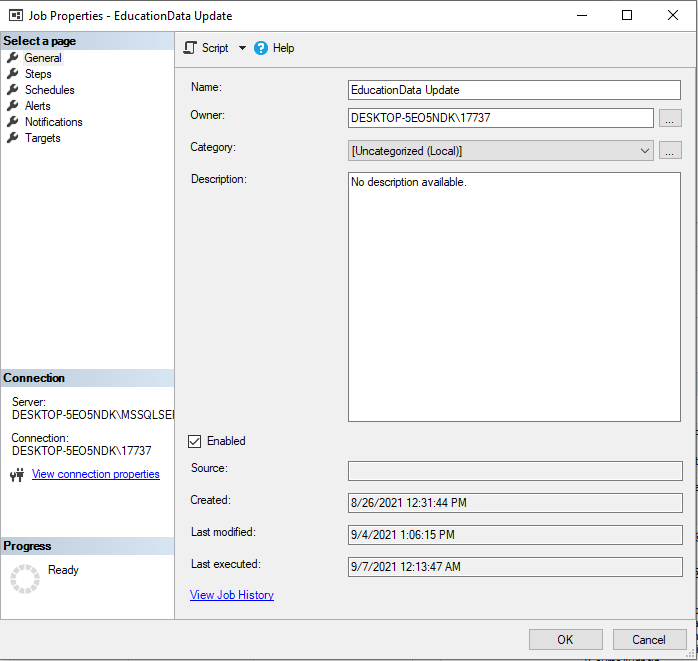 Job Properties - EducationData Update
Select a page
General
Steps
Schedules
Alerts
Notifications
Targets
Connection
Server:
DESKTOP-5EO5NDK\MSSQLSE
Connection:
DESKTOP-5EO5NDK\17737
View connection properties
Progress
Ready
Script
Help
Name:
EducationData Update
Owner:
DESKTOP-5EO5NDK\17737
...
Category:
[Uncategorized (Local)]
...
Description:
No description available.
Enabled
Source:
Created:
8/26/2021 12:31:44 PM
Last modified:
9/4/2021 1:06:15 PM
Last executed:
9/7/2021 12:13:47 AM
View Job History
OK
Cancel